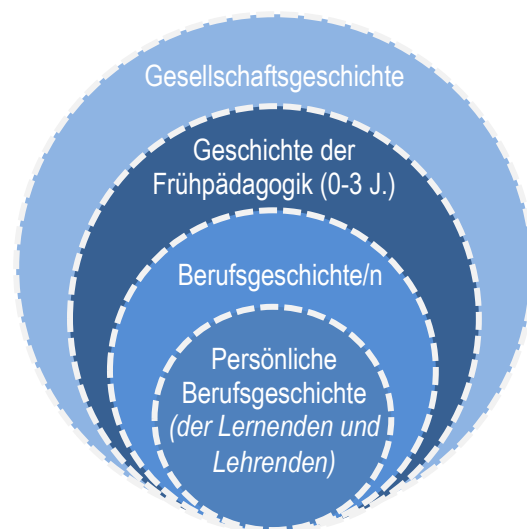 Gesellschaftsgeschichte
Geschichte der
Frühpädagogik (0-3 J.)
Berufsgeschichte/n
Persönliche
Berufsgeschichte
(der Lernenden und
Lehrenden)